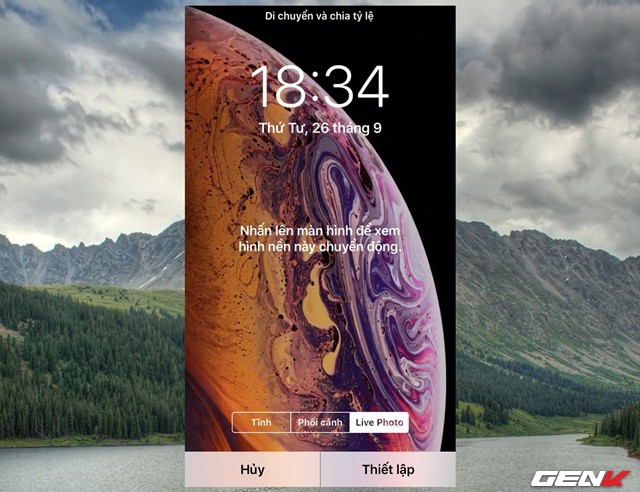 Di chuyển và chia tỷ lệ
18:34
Thứ Tư, 26 tháng 9
Nhấn lên màn hình để xem
hình nền này chuyển động.
Tĩnh Phối cảnh Live Photo
Hủy Thiết lập
GENK